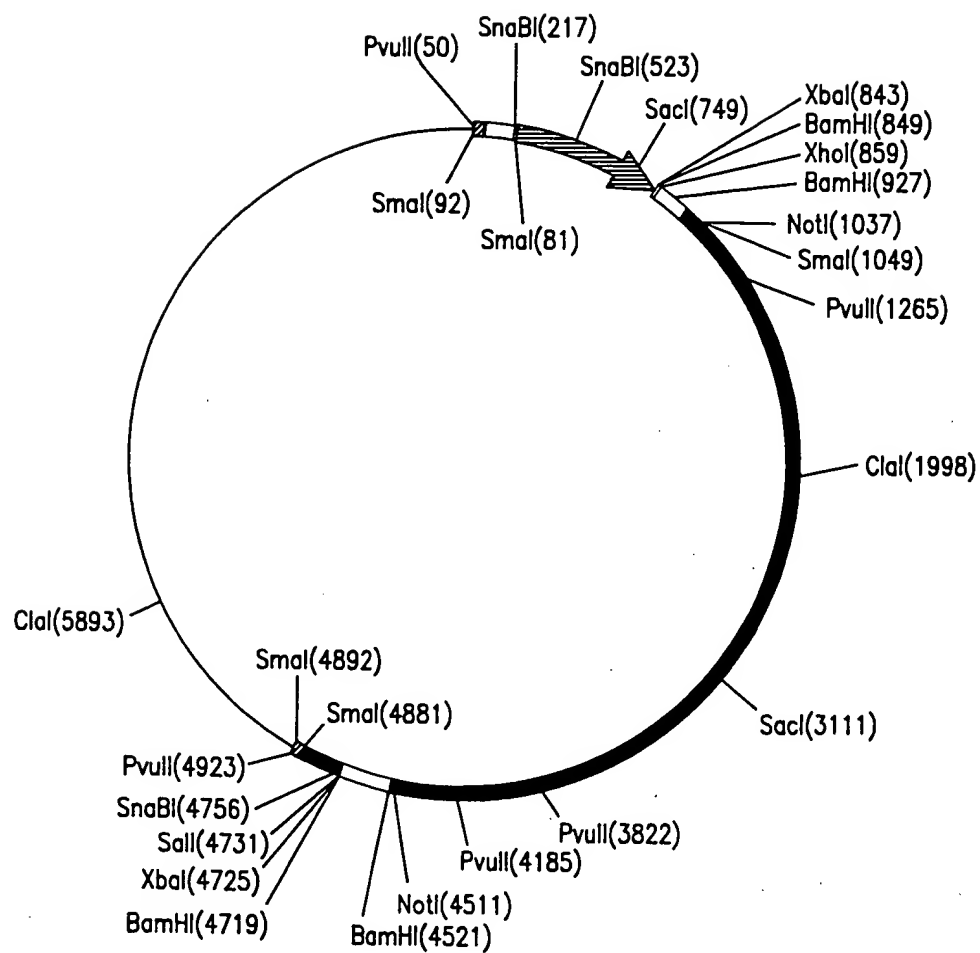 SnaBI(217)
PvuII(50)
SnaBI(523)
SacI(749)
XbaI(843)
BamHI(849)
XhoI(859)
BamHI(927)
SmaI(92)
SmaI(81)
NotI(1037)
SmaI(1049)
PvuII(1265)
ClaI(1998)
ClaI(5893)
SmaI(4892)
SmaI(4881)
SacI(3111)
PvuII(4923)
SnaBI(4756)
SalI(4731)
XbaI(4725)
BamHI(4719)
PvuII(3822)
PvuII(4185)
NotI(4511)
BamHI(4521)